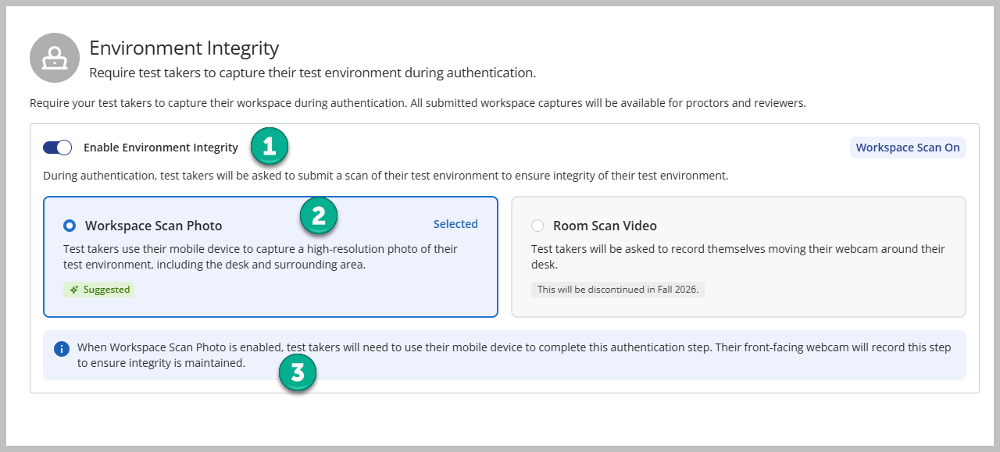 Environment Integrity
Require test takers to capture their test environment during authentication.
Require your test takers to capture their workspace during authentication. All submitted workspace captures will be available for proctors and reviewers.
Enable Environment Integrity
1
Workspace Scan On
During authentication, test takers will be asked to submit a scan of their test environment to ensure integrity of their test environment.
2
Workspace Scan Photo
Selected
Test takers use their mobile device to capture a high-resolution photo of their
test environment, including the desk and surrounding area.
Suggested
Room Scan Video
Test takers will be asked to record themselves moving their webcam around their
desk.
This will be discontinued in Fall 2026.
When Workspace Scan Photo is enabled, test takers will need to use their mobile device to complete this authentication step. Their front-facing webcam will record this step
to ensure integrity is maintained.
3